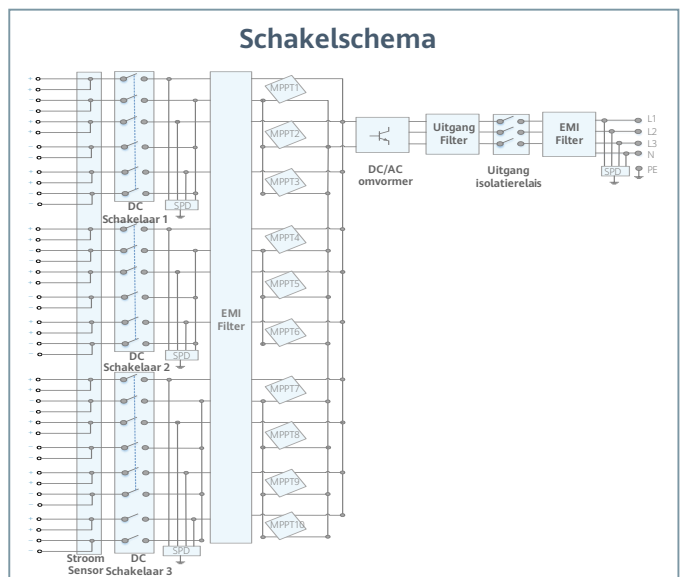 Schakelschema
MPPT1
MPPT2
MPPT3
DC
Schakelaar 1
SPD
MPPT4
MPPT5
MPPT6
DC
Schakelaar 2
SPD
EMI
Filter
MPPT7
MPPT8
MPPT9
MPPT10
Stroom
Sensor
DC
Schakelaar 3
SPD
DC/AC
omvormer
Uitgang
Filter
Uitgang
isolatierelais
EMI
Filter
L1
L2
L3
N
SPD
PE